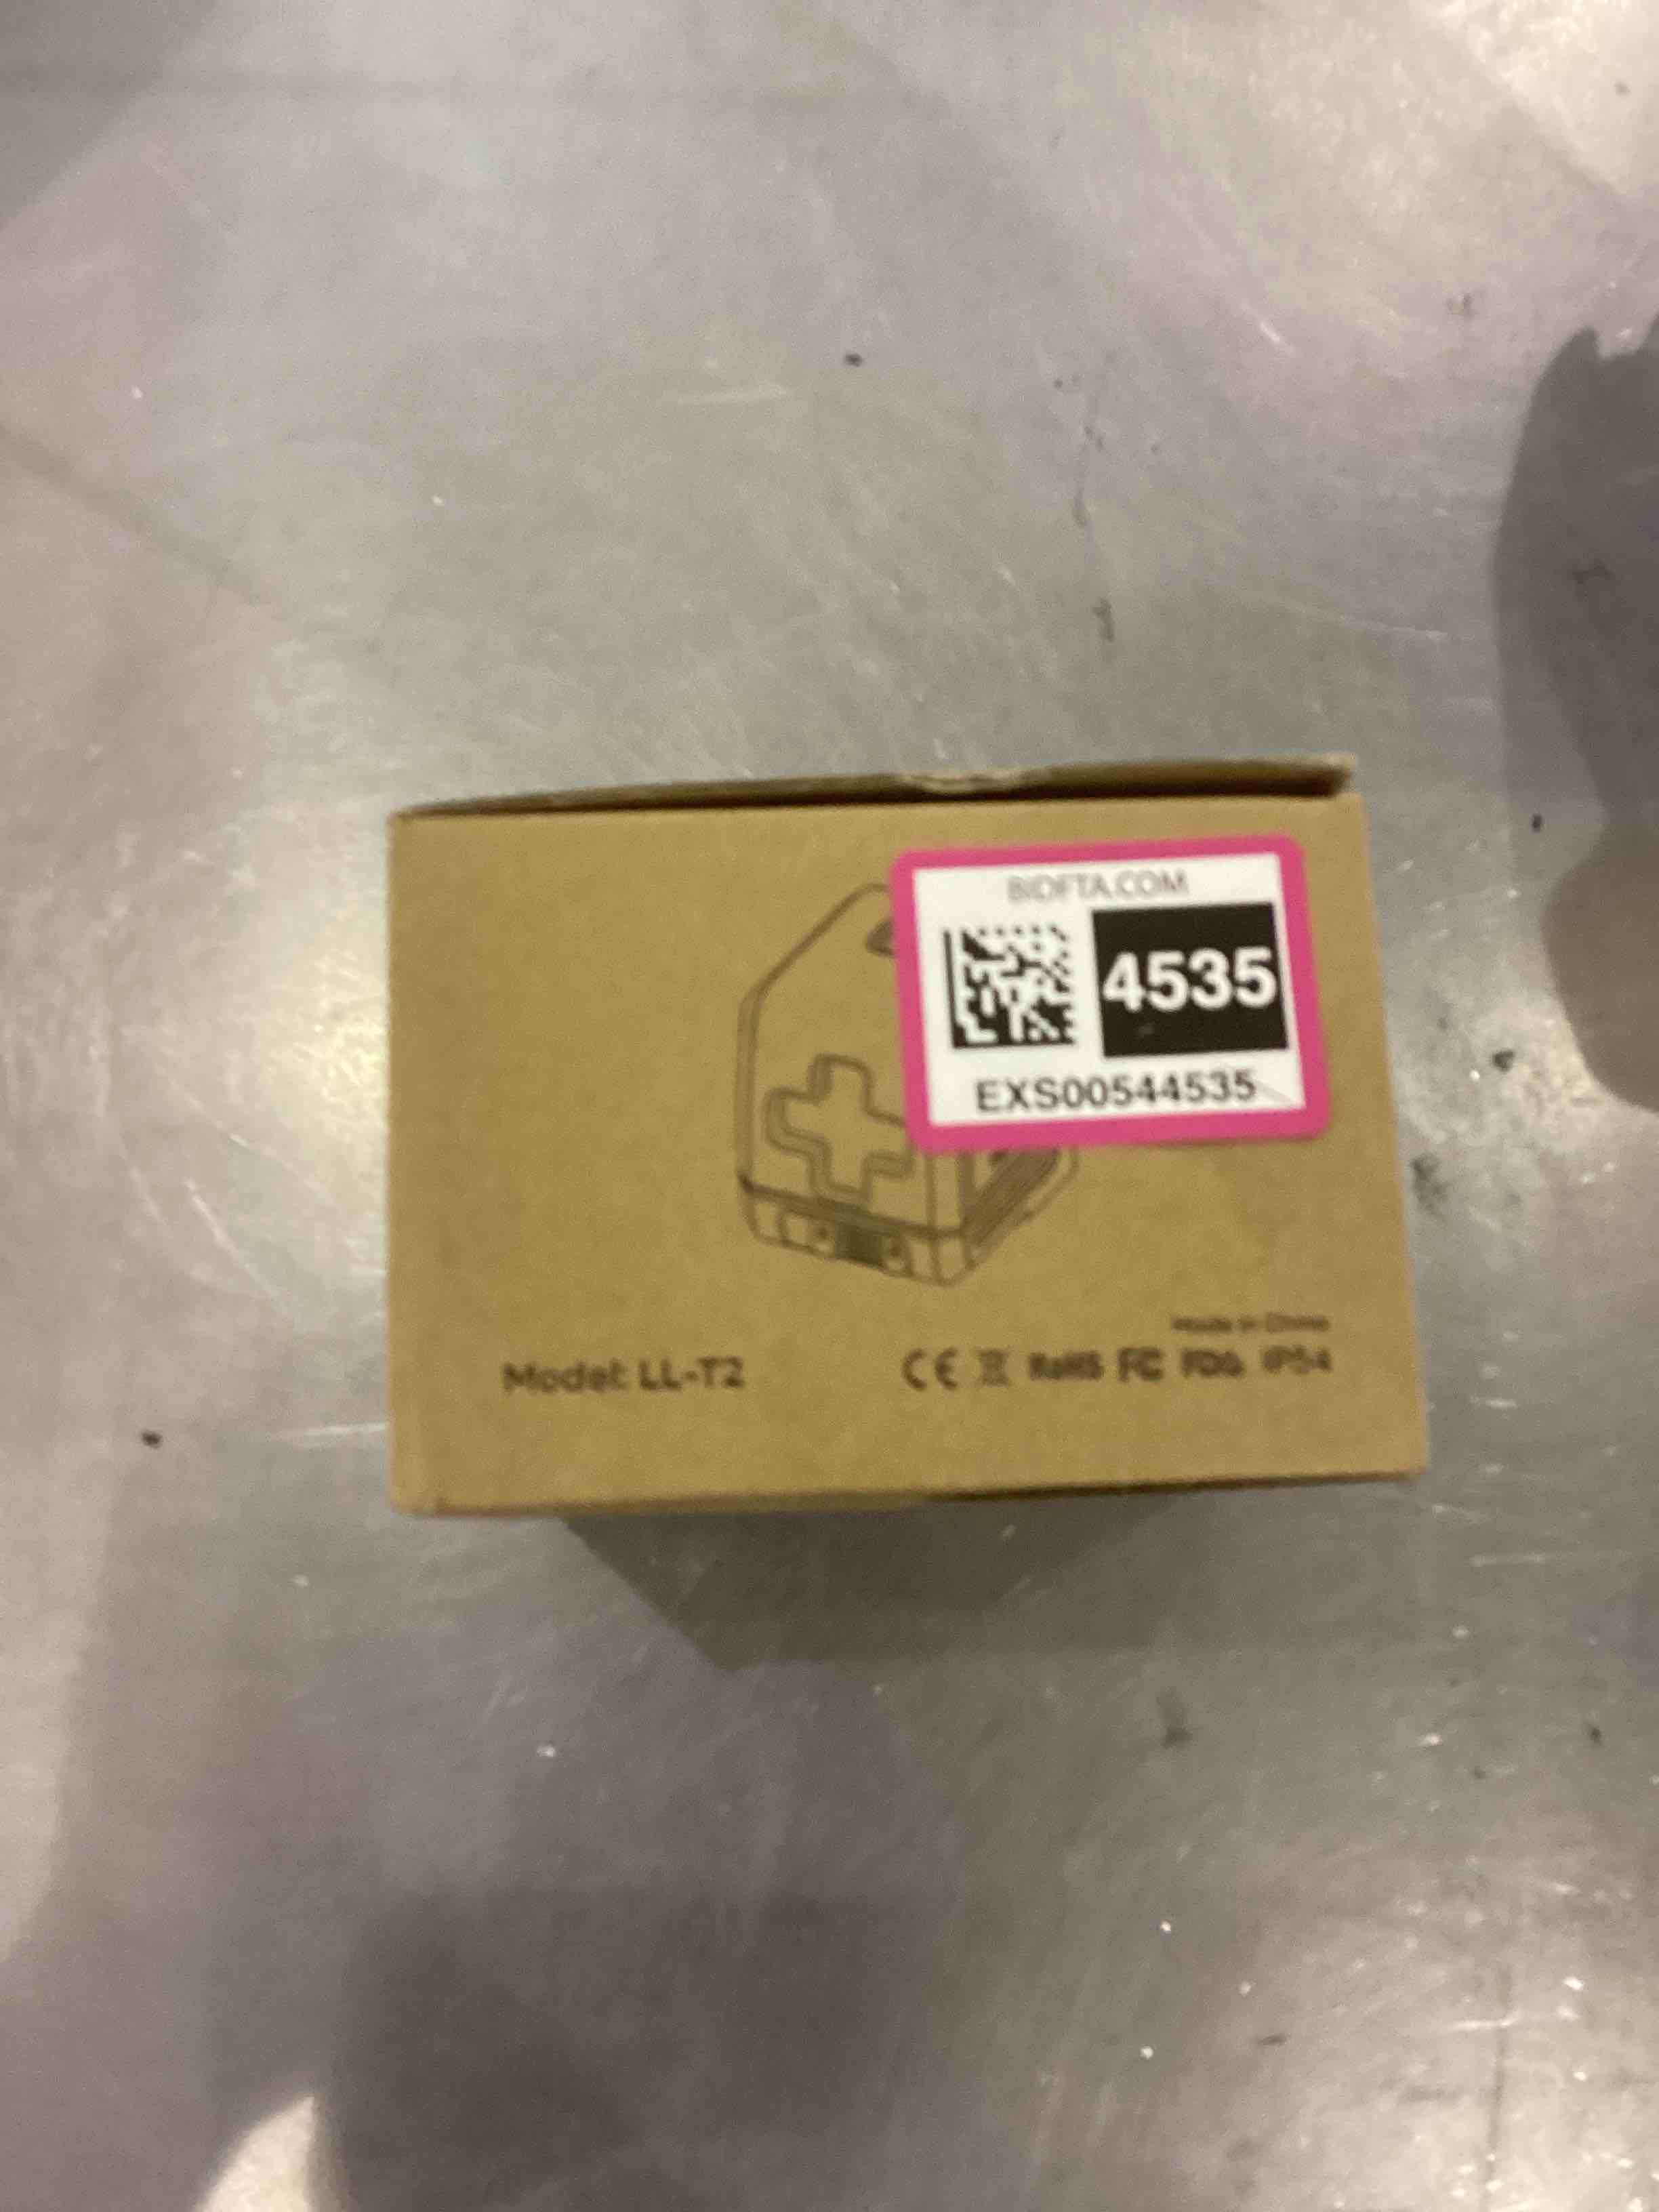 BIDFTA.COM
4535
EXS00544535
Made in China
Model: LL-T2
CE RoHS FC FDA IP54